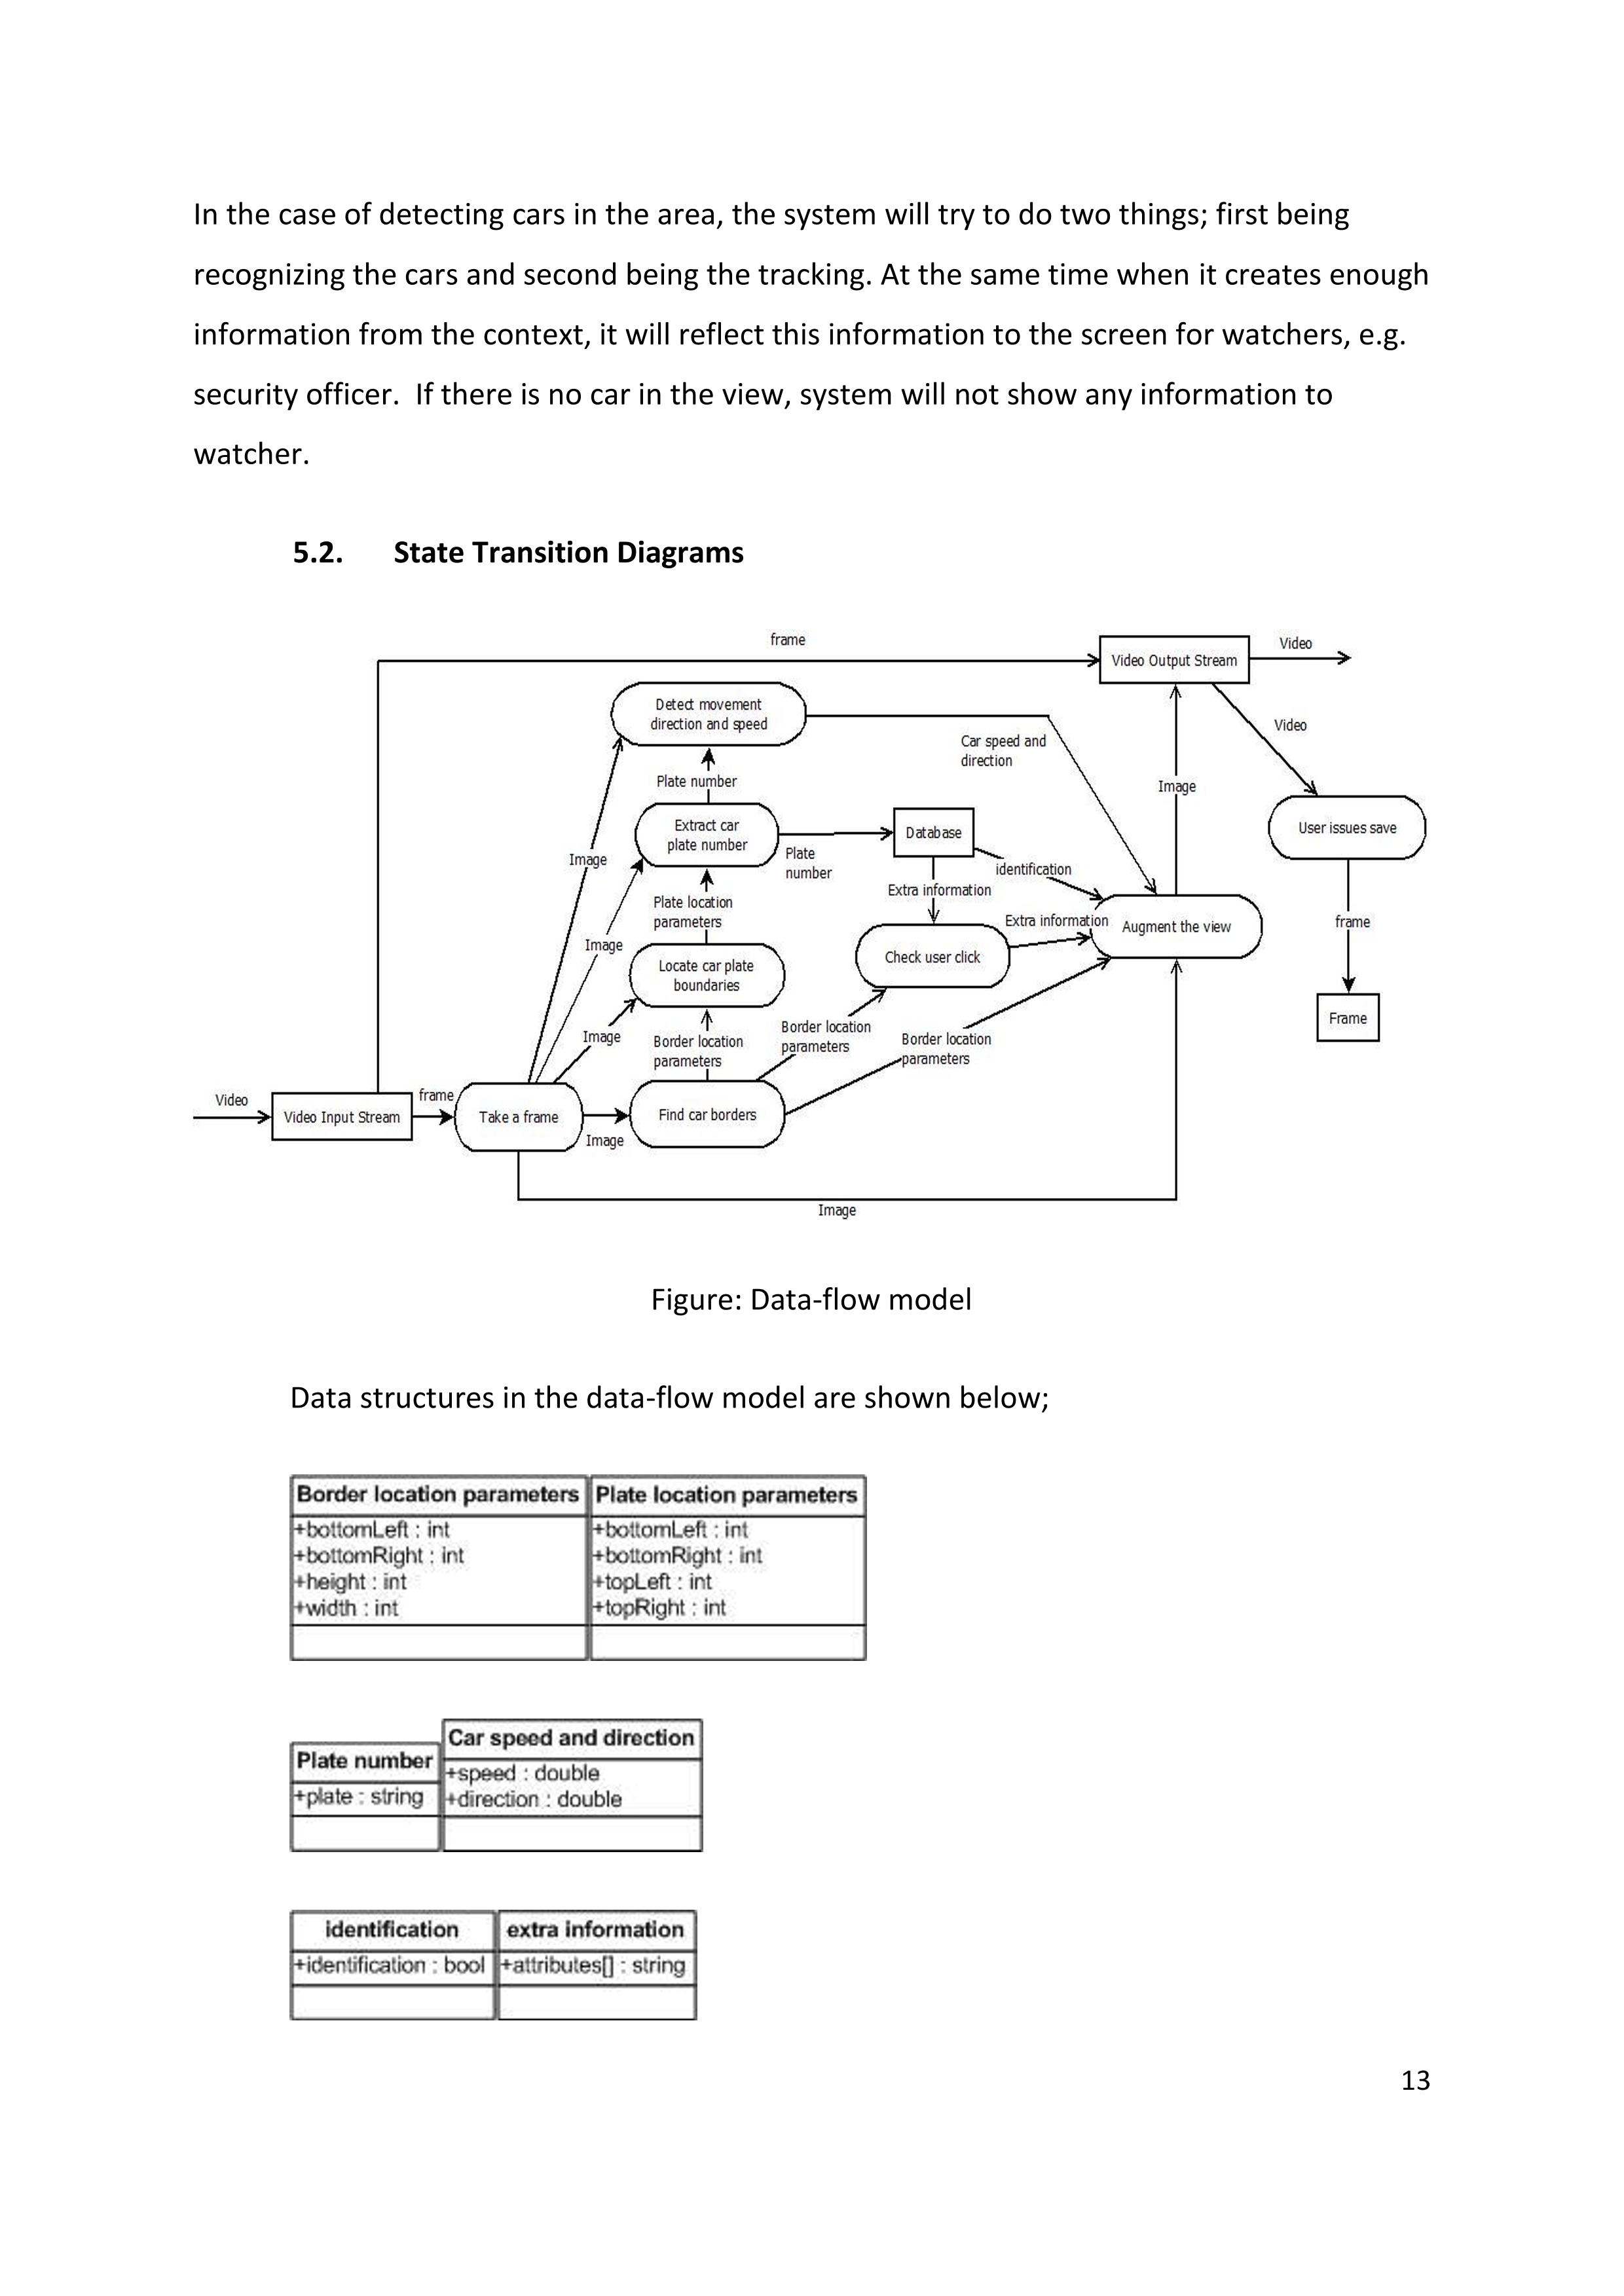 In the case of detecting cars in the area, the system will try to do two things; first being
recognizing the cars and second being the tracking. At the same time when it creates enough
information from the context, it will reflect this information to the screen for watchers, e.g.
security officer.  If there is no car in the view, system will not show any information to
watcher.
5.2. State Transition Diagrams
frame
Video Output Stream
Video
Detect movement
direction and speed
Car speed and
direction
Video
Plate number
Image
Extract car
plate number
Plate
number
Database
User issues save
Image
identification
Extra information
Plate location
parameters
Extra information
Augment the view
frame
Image
Locate car plate
boundaries
Check user click
Frame
Image
Border location
parameters
Border location
parameters
Border location
parameters
Video
Video Input Stream
frame
Take a frame
Image
Find car borders
Image
Figure: Data-flow model
Data structures in the data-flow model are shown below;
Border location parameters
+bottomLeft : int
+bottomRight : int
+height : int
+width : int
Plate location parameters
+bottomLeft : int
+bottomRight : int
+topLeft : int
+topRight : int
Plate number
+plate : string
Car speed and direction
+speed : double
+direction : double
identification
+identification : bool
extra information
+attributes[] : string
13